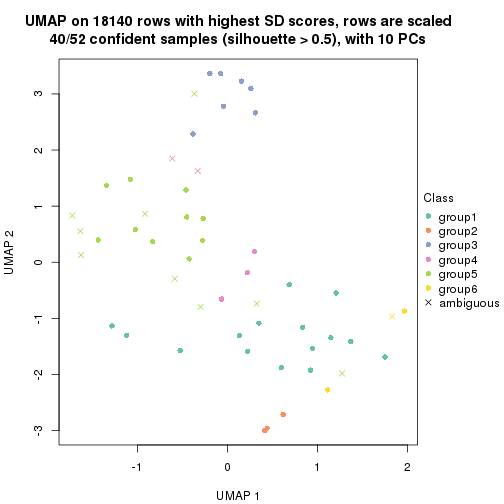 UMAP on 18140 rows with highest SD scores, rows are scaled
40/52 confident samples (silhouette > 0.5), with 10 PCs
3
2
1
0
-1
-2
-3
UMAP 2
-1
0
1
2
UMAP 1
Class
group1
group2
group3
group4
group5
group6
ambiguous